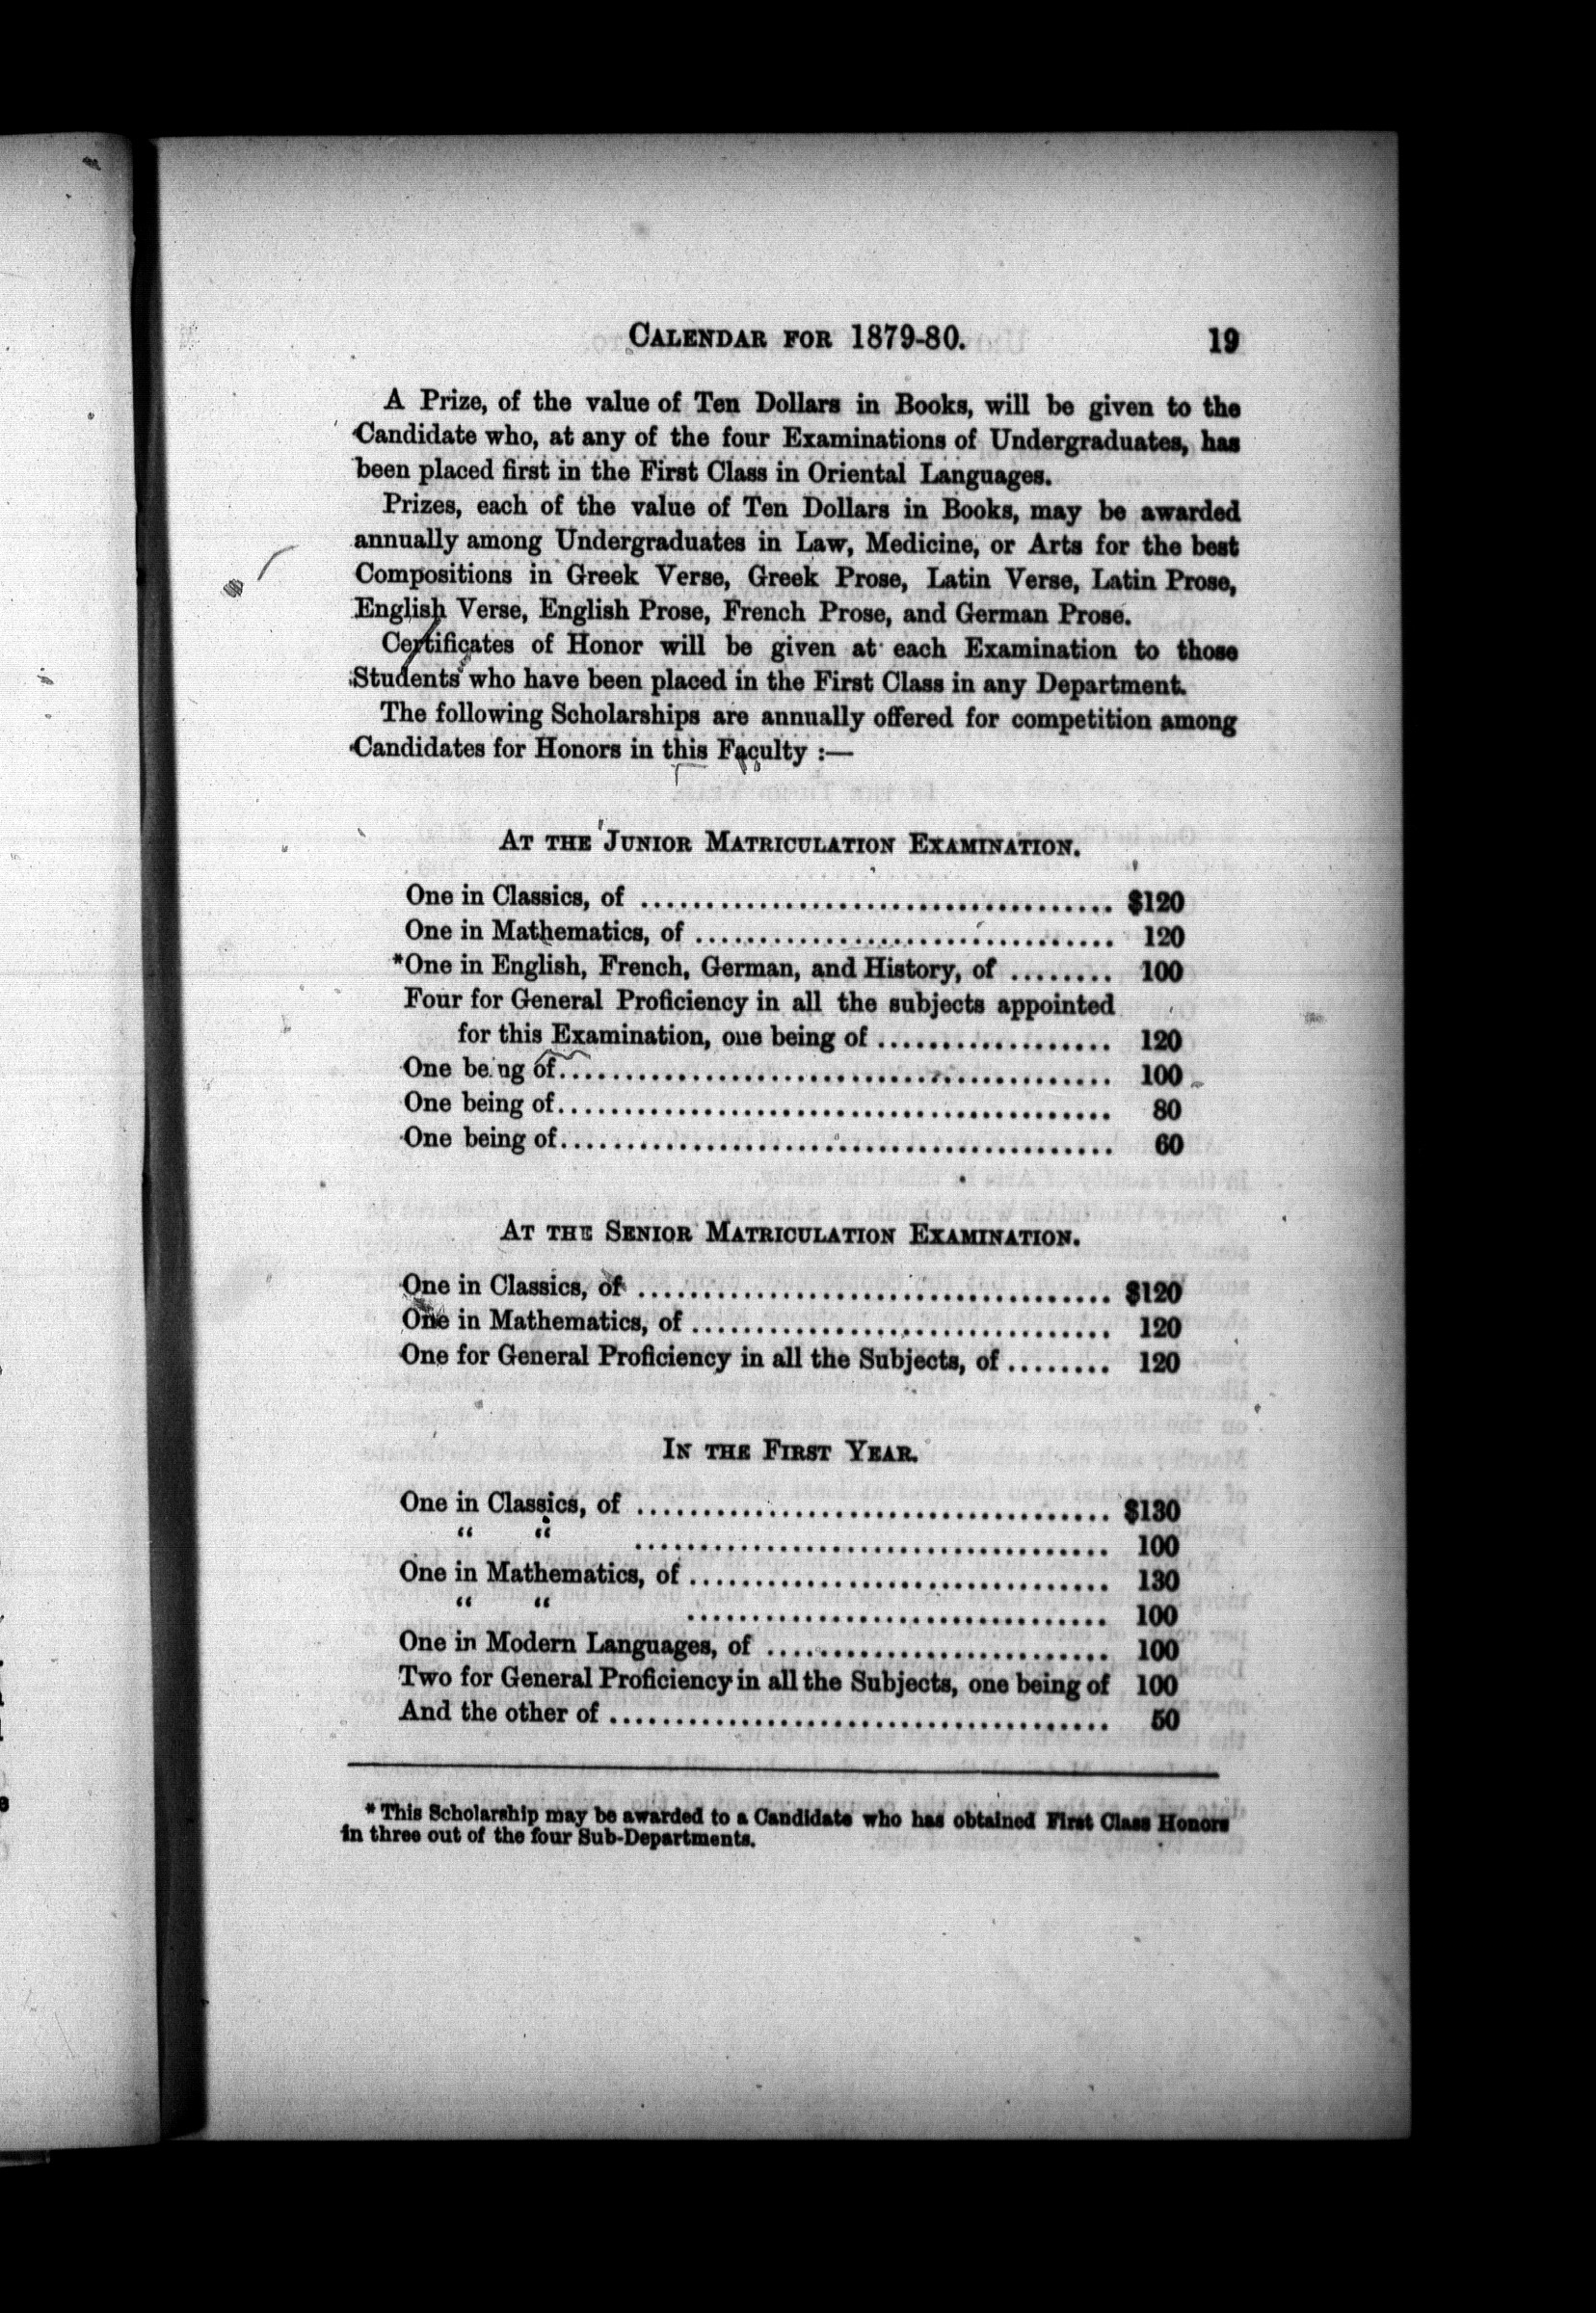 CALENDAR FOR 1879-80. 19
A Prize, of the value of Ten Dollars in Books, will be given to the
Candidate who, at any of the four Examinations of Undergraduates, has
been placed first in the First Class in Oriental Languages.
Prizes, each of the value of Ten Dollars in Books, may be awarded
annually among Undergraduates in Law, Medicine, or Arts for the best
Compositions in Greek Verse, Greek Prose, Latin Verse, Latin Prose,
English Verse, English Prose, French Prose, and German Prose.
Certificates of Honor will be given at each Examination to those
Students who have been placed in the First Class in any Department.
The following Scholarships are annually offered for competition among
Candidates for Honors in this Faculty :—
AT THE JUNIOR MATRICULATION EXAMINATION.
One in Classics, of .................................... $120
One in Mathematics, of ................................ 120
*One in English, French, German, and History, of ........ 100
Four for General Proficiency in all the subjects appointed
for this Examination, one being of .................. 120
One being of.......................................... 100
One being of.......................................... 80
One being of.......................................... 60
AT THE SENIOR MATRICULATION EXAMINATION.
One in Classics, of .................................... $120
One in Mathematics, of ................................ 120
One for General Proficiency in all the Subjects, of ........ 120
IN THE FIRST YEAR.
One in Classics, of .................................... $130
“ “ .................................... 100
One in Mathematics, of ................................ 130
“ “ ................................ 100
One in Modern Languages, of .......................... 100
Two for General Proficiency in all the Subjects, one being of 100
And the other of ...................................... 50
* This Scholarship may be awarded to a Candidate who has obtained First Class Honors
in three out of the four Sub-Departments.